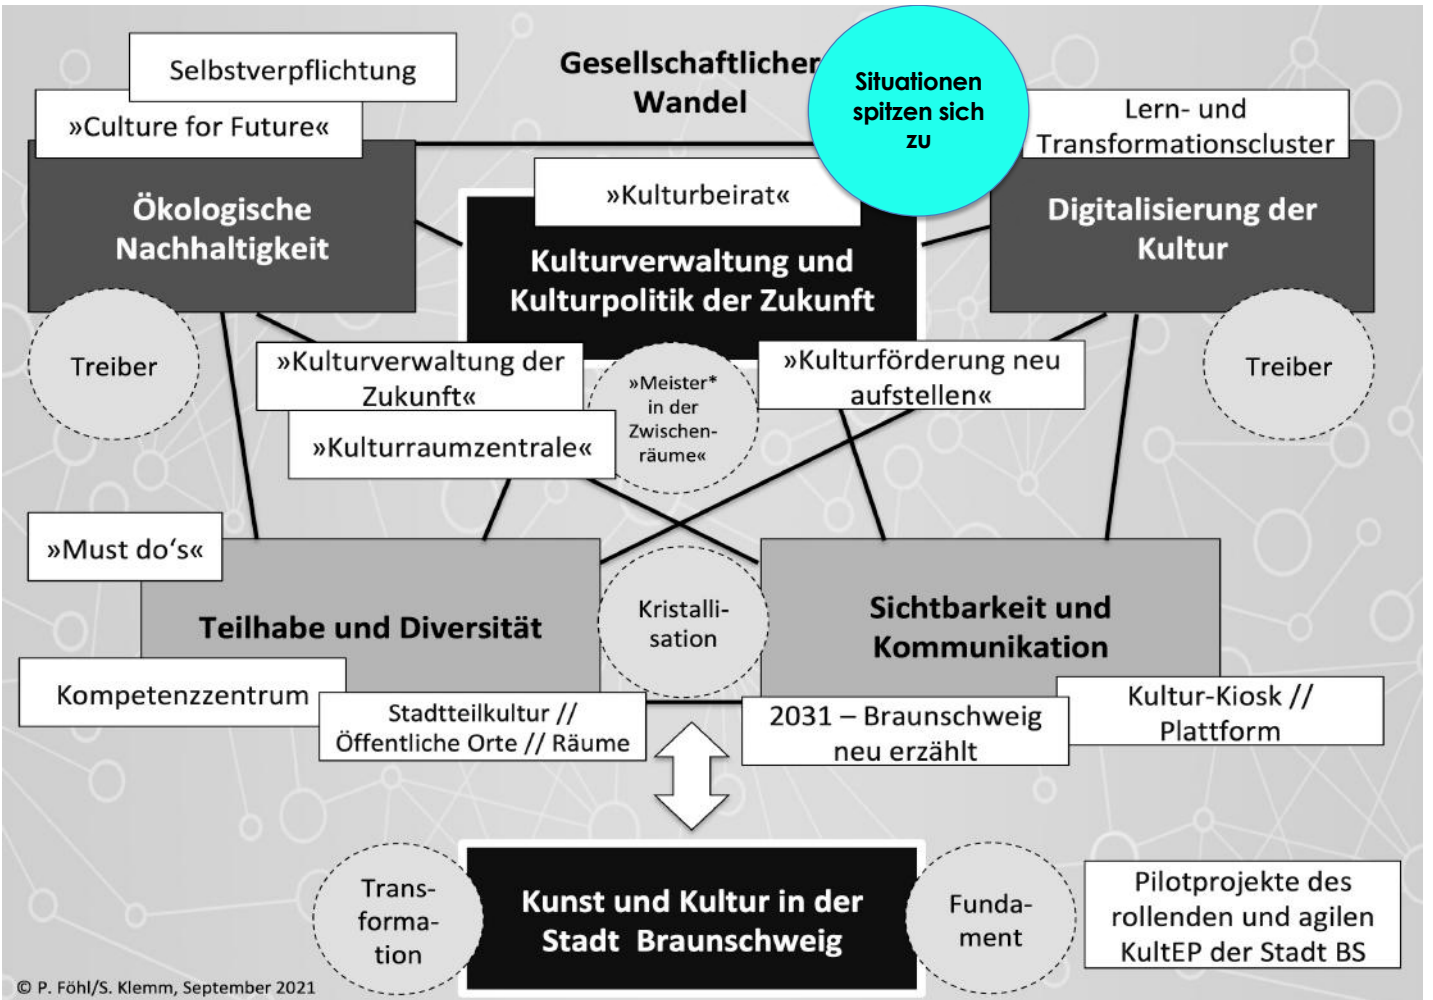 Selbstverpflichtung
»Culture for Future«
Gesellschaftlicher
Wandel
Situationen
spitzen sich
zu
Lern- und
Transformationscluster
Ökologische
Nachhaltigkeit
»Kulturbeirat«
Kulturverwaltung und
Kulturpolitik der Zukunft
Digitalisierung der
Kultur
Treiber
»Kulturverwaltung der
Zukunft«
»Kulturraumzentrale«
»Meister*
in der
Zwischen-
räume«
»Kulturförderung neu
aufstellen«
Treiber
»Must do‘s«
Teilhabe und Diversität
Kompetenzzentrum
Stadtteilkultur //
Öffentliche Orte // Räume
Kristalli-
sation
Sichtbarkeit und
Kommunikation
2031 – Braunschweig
neu erzählt
Kultur-Kiosk //
Plattform
Trans-
forma-
tion
Kunst und Kultur in der
Stadt Braunschweig
Funda-
ment
Pilotprojekte des
rollenden und agilen
KultEP der Stadt BS
© P. Föhl/S. Klemm, September 2021